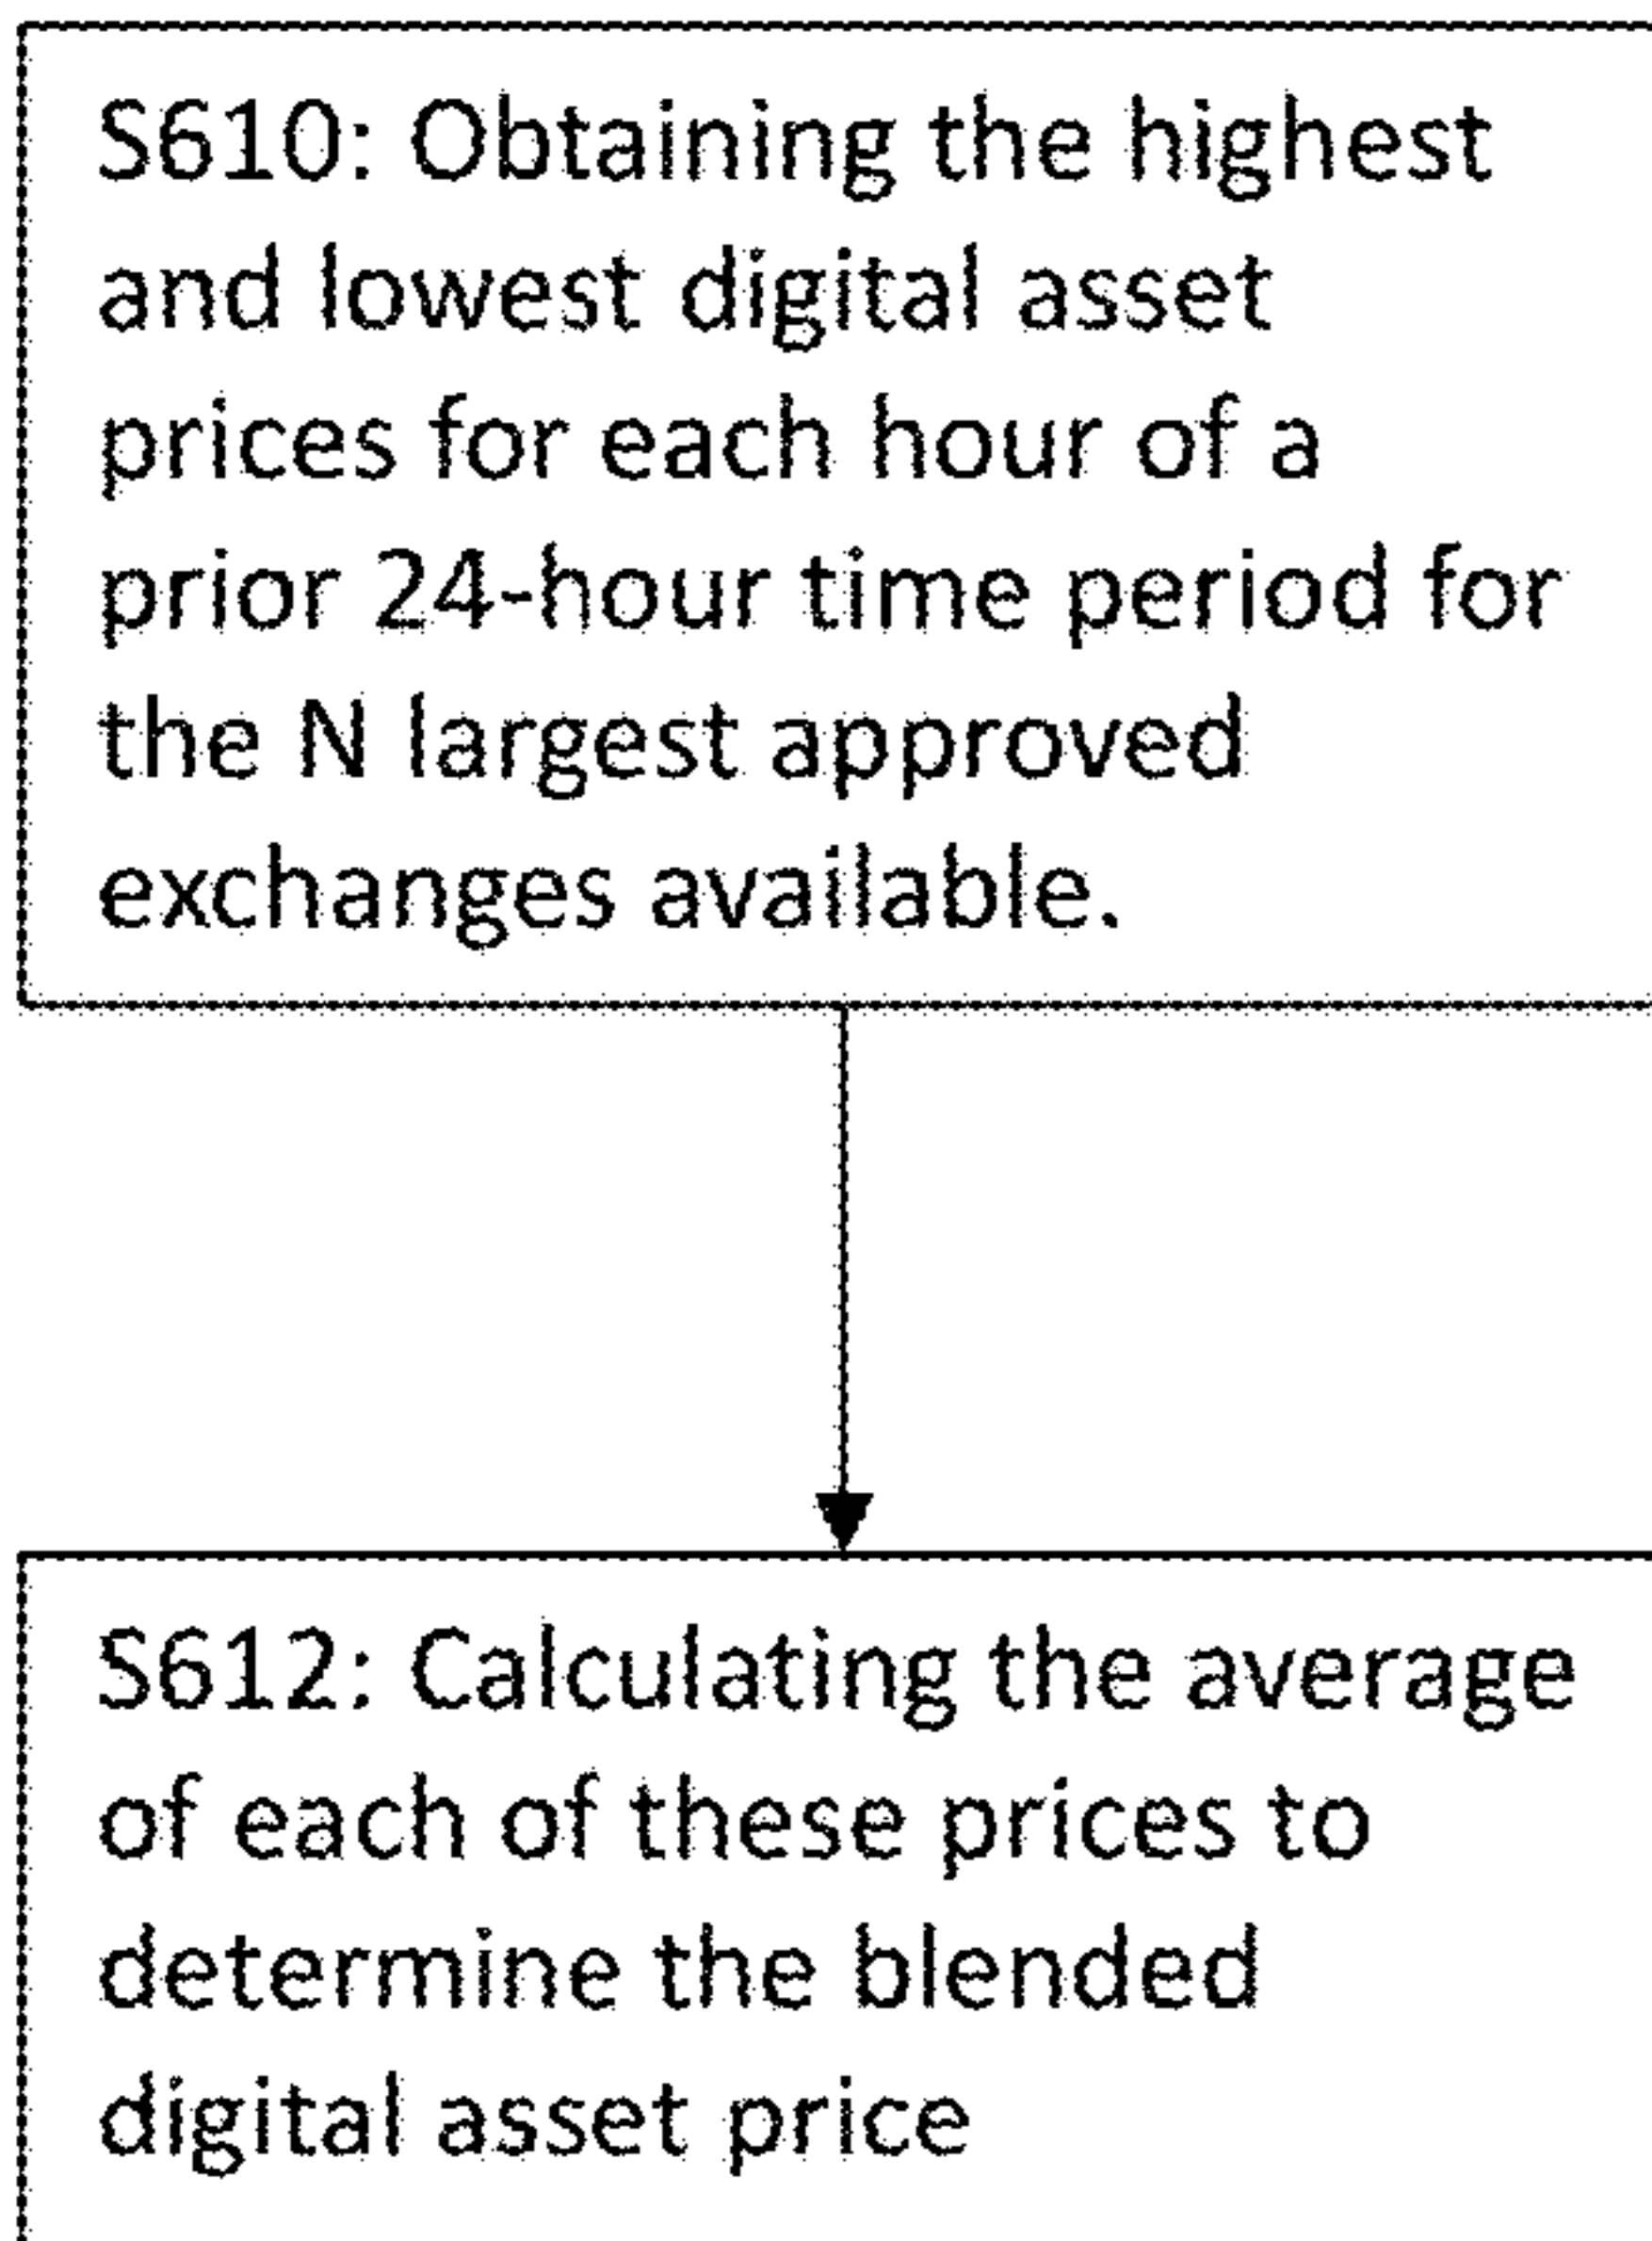 S610: Obtaining the highest
and lowest digital asset
prices for each hour of a
prior 24-hour time period for
the N largest approved
exchanges available.
S612: Calculating the average
of each of these prices to
determine the blended
digital asset price